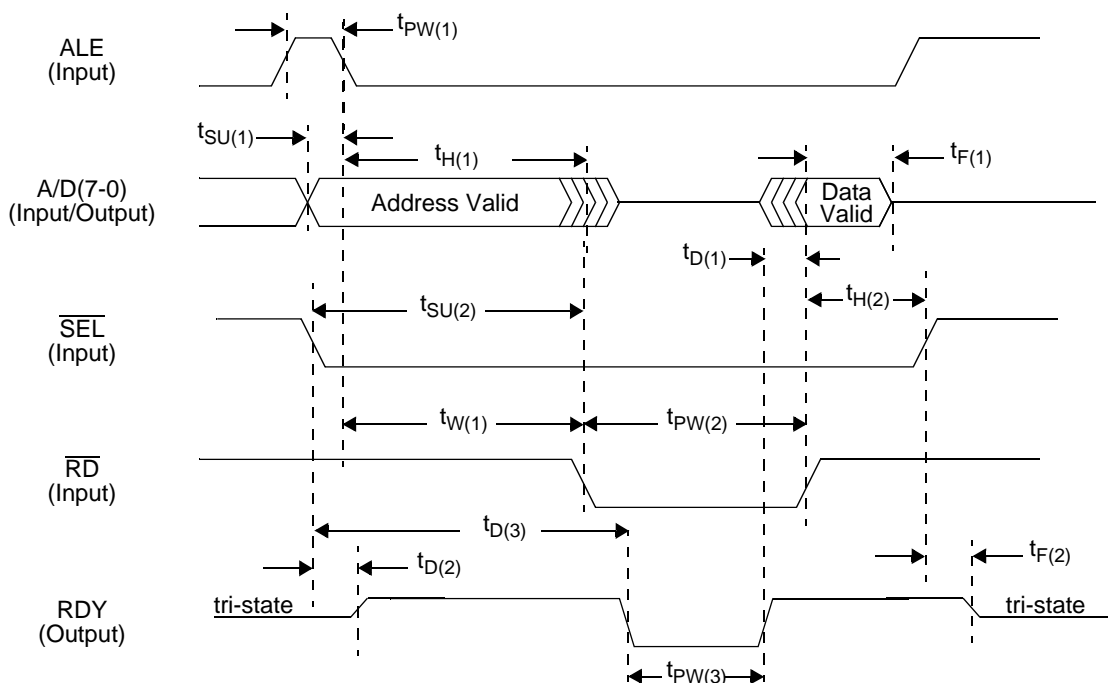 tPW(1)
ALE
(Input)
tSU(1)
tH(1)
tF(1)
A/D(7-0)
(Input/Output)
Address Valid
Data
Valid
tD(1)
tH(2)
tSU(2)
SEL
(Input)
tW(1)
tPW(2)
RD
(Input)
tD(3)
tD(2)
tF(2)
RDY
(Output)
tri-state
tri-state
tPW(3)